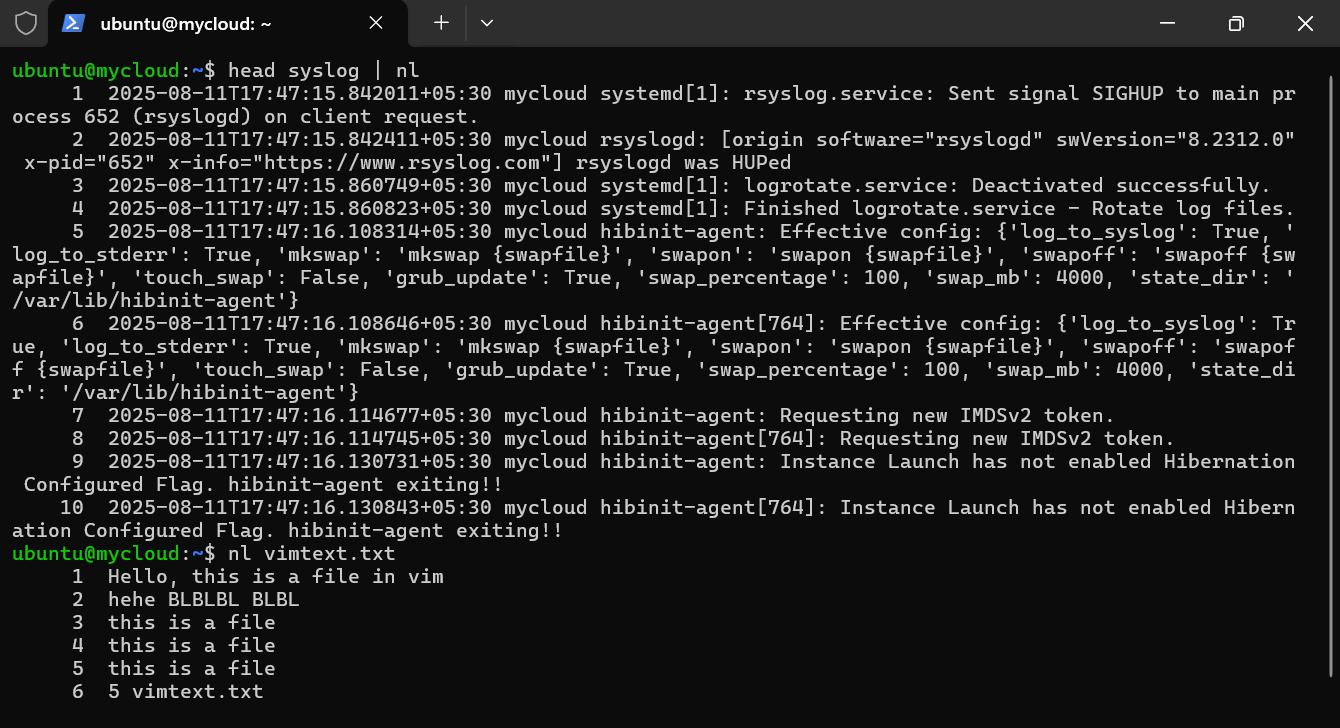 ubuntu@mycloud: ~
ubuntu@mycloud:~$ head syslog | nl
     1  2025-08-11T17:47:15.842011+05:30 mycloud systemd[1]: rsyslog.service: Sent signal SIGHUP to main pr
ocess 652 (rsyslogd) on client request.
     2  2025-08-11T17:47:15.842411+05:30 mycloud rsyslogd: [origin software="rsyslogd" swVersion="8.2312.0"
 x-pid="652" x-info="https://www.rsyslog.com"] rsyslogd was HUPed
     3  2025-08-11T17:47:15.860749+05:30 mycloud systemd[1]: logrotate.service: Deactivated successfully.
     4  2025-08-11T17:47:15.860823+05:30 mycloud systemd[1]: Finished logrotate.service - Rotate log files.
     5  2025-08-11T17:47:16.108314+05:30 mycloud hibinit-agent: Effective config: {'log_to_syslog': True, '
log_to_stderr': True, 'mkswap': 'mkswap {swapfile}', 'swapon': 'swapon {swapfile}', 'swapoff': 'swapoff {sw
apfile}', 'touch_swap': False, 'grub_update': True, 'swap_percentage': 100, 'swap_mb': 4000, 'state_dir': '
/var/lib/hibinit-agent'}
     6  2025-08-11T17:47:16.108646+05:30 mycloud hibinit-agent[764]: Effective config: {'log_to_syslog': Tr
ue, 'log_to_stderr': True, 'mkswap': 'mkswap {swapfile}', 'swapon': 'swapon {swapfile}', 'swapoff': 'swapof
f {swapfile}', 'touch_swap': False, 'grub_update': True, 'swap_percentage': 100, 'swap_mb': 4000, 'state_di
r': '/var/lib/hibinit-agent'}
     7  2025-08-11T17:47:16.114677+05:30 mycloud hibinit-agent: Requesting new IMDSv2 token.
     8  2025-08-11T17:47:16.114745+05:30 mycloud hibinit-agent[764]: Requesting new IMDSv2 token.
     9  2025-08-11T17:47:16.130731+05:30 mycloud hibinit-agent: Instance Launch has not enabled Hibernation
 Configured Flag. hibinit-agent exiting!!
    10  2025-08-11T17:47:16.130843+05:30 mycloud hibinit-agent[764]: Instance Launch has not enabled Hibern
ation Configured Flag. hibinit-agent exiting!!
ubuntu@mycloud:~$ nl vimtext.txt
     1  Hello, this is a file in vim
     2  hehe BLBLBL BLBL
     3  this is a file
     4  this is a file
     5  this is a file
     6  5 vimtext.txt